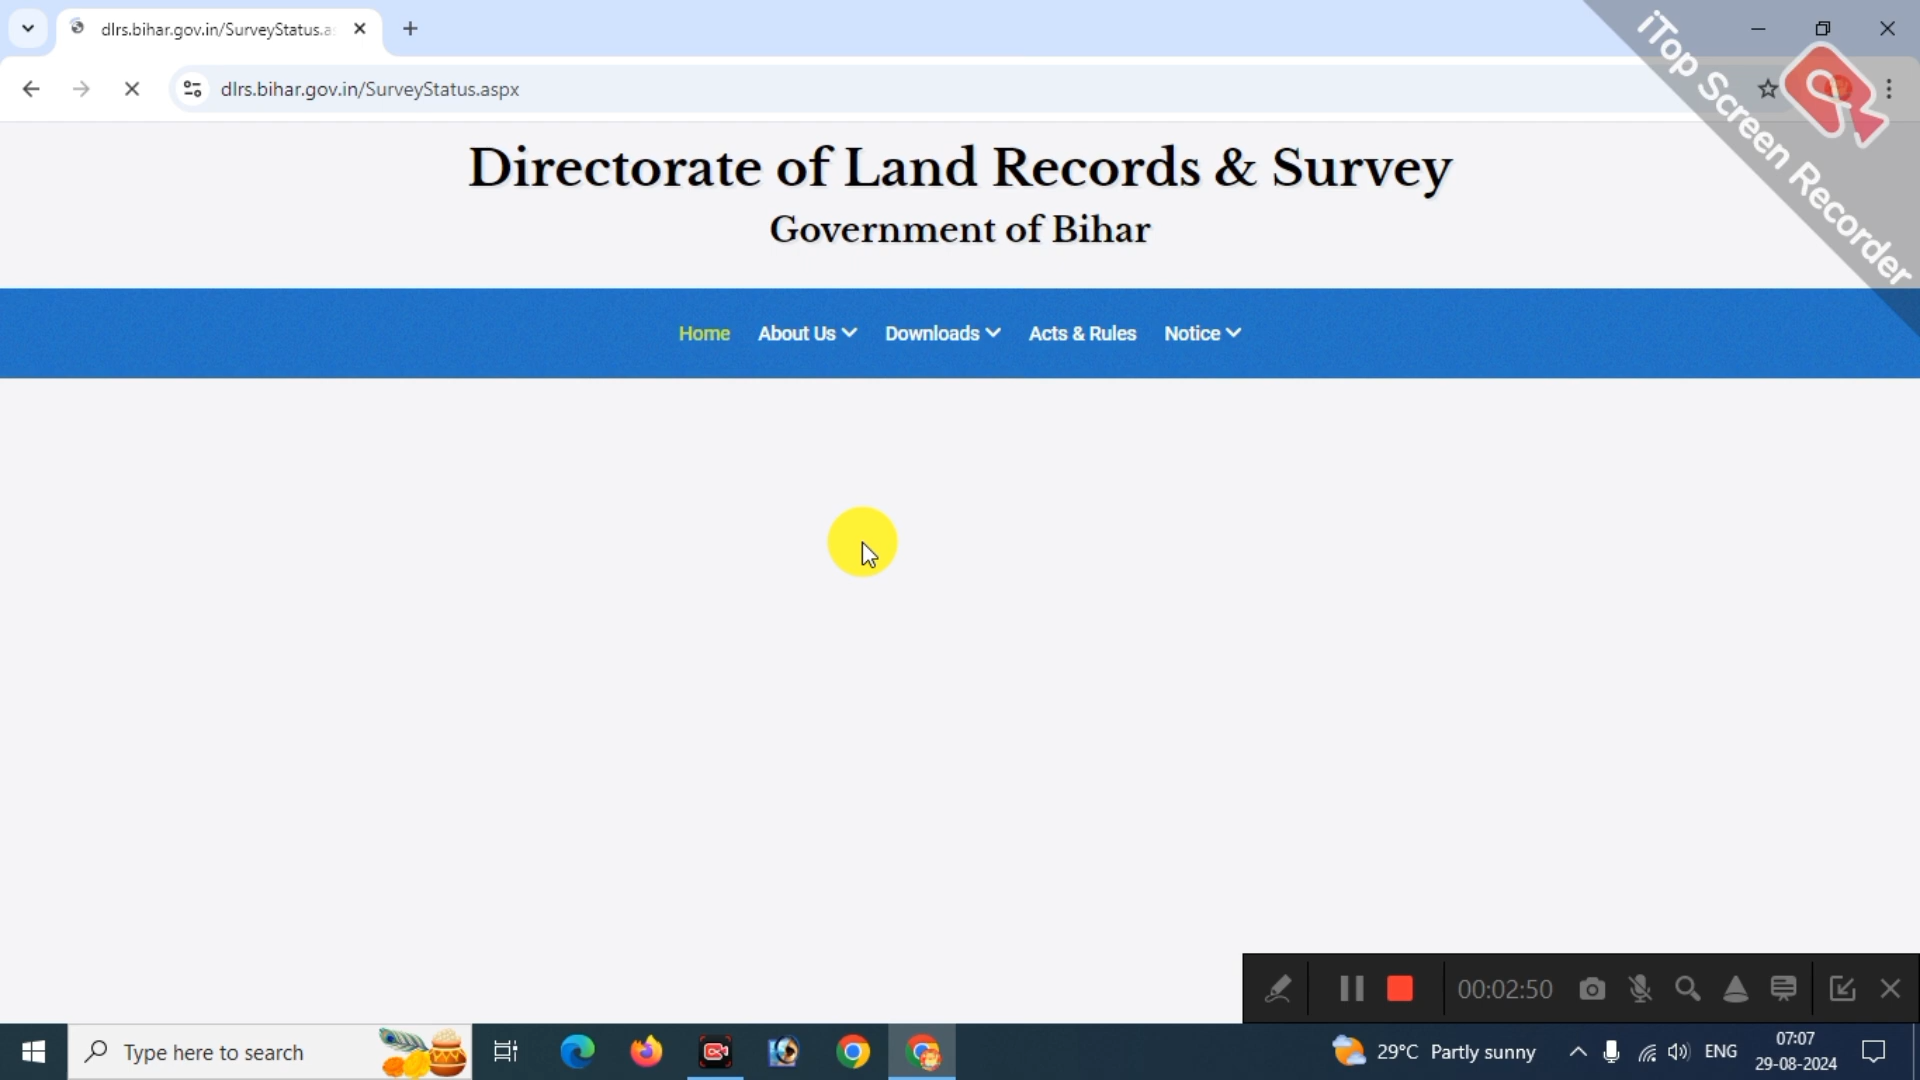 dlrs.bihar.gov.in/SurveyStatus.a
dlrs.bihar.gov.in/SurveyStatus.aspx
iTop Screen Recorder
Directorate of Land Records & Survey
Government of Bihar
Home About Us Downloads Acts & Rules Notice
00:02:50
Type here to search
29°C Partly sunny
ENG
07:07
29-08-2024